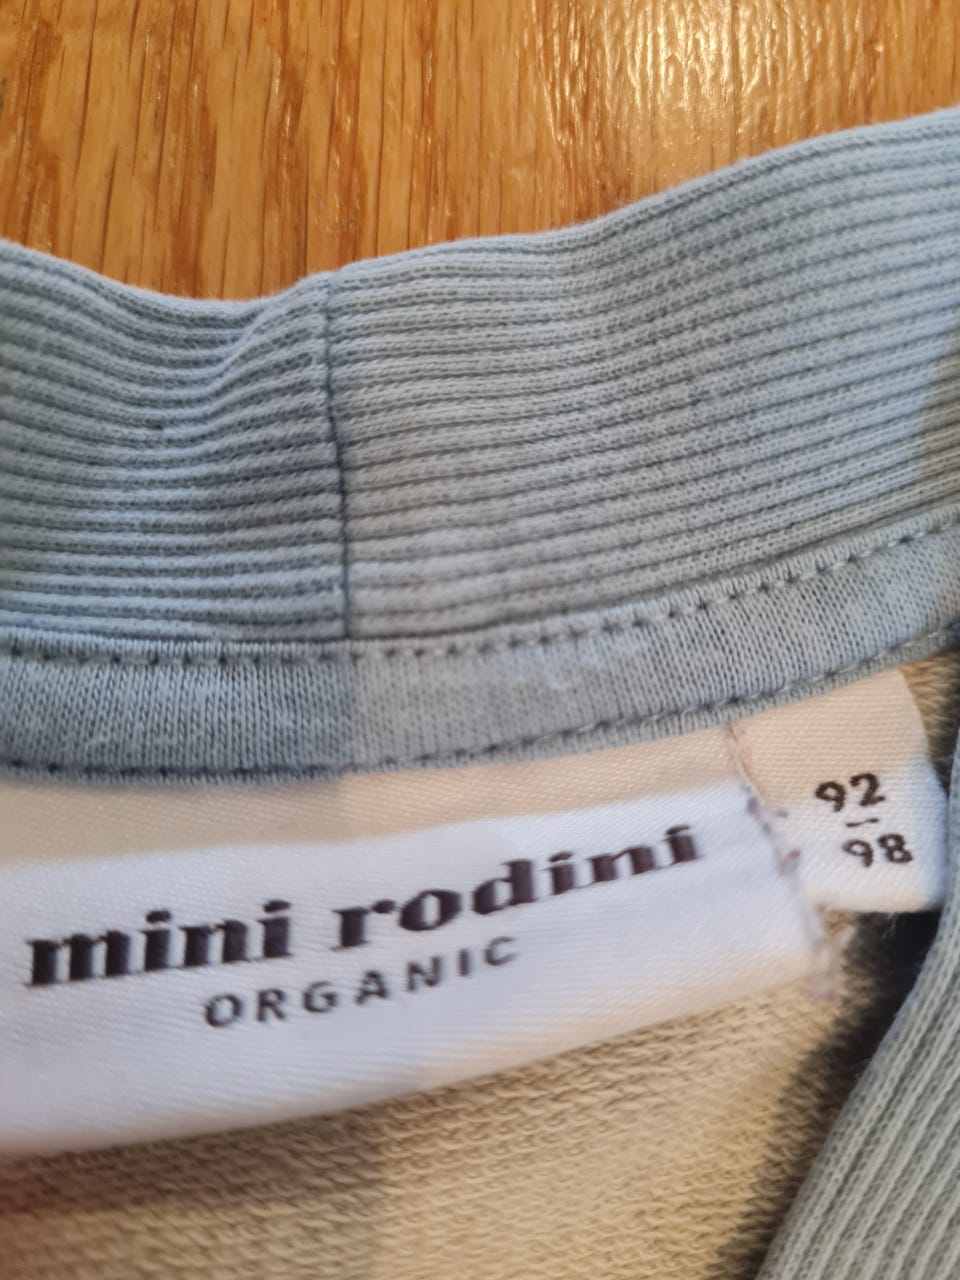 mini rodini
ORGANIC
92
–
98